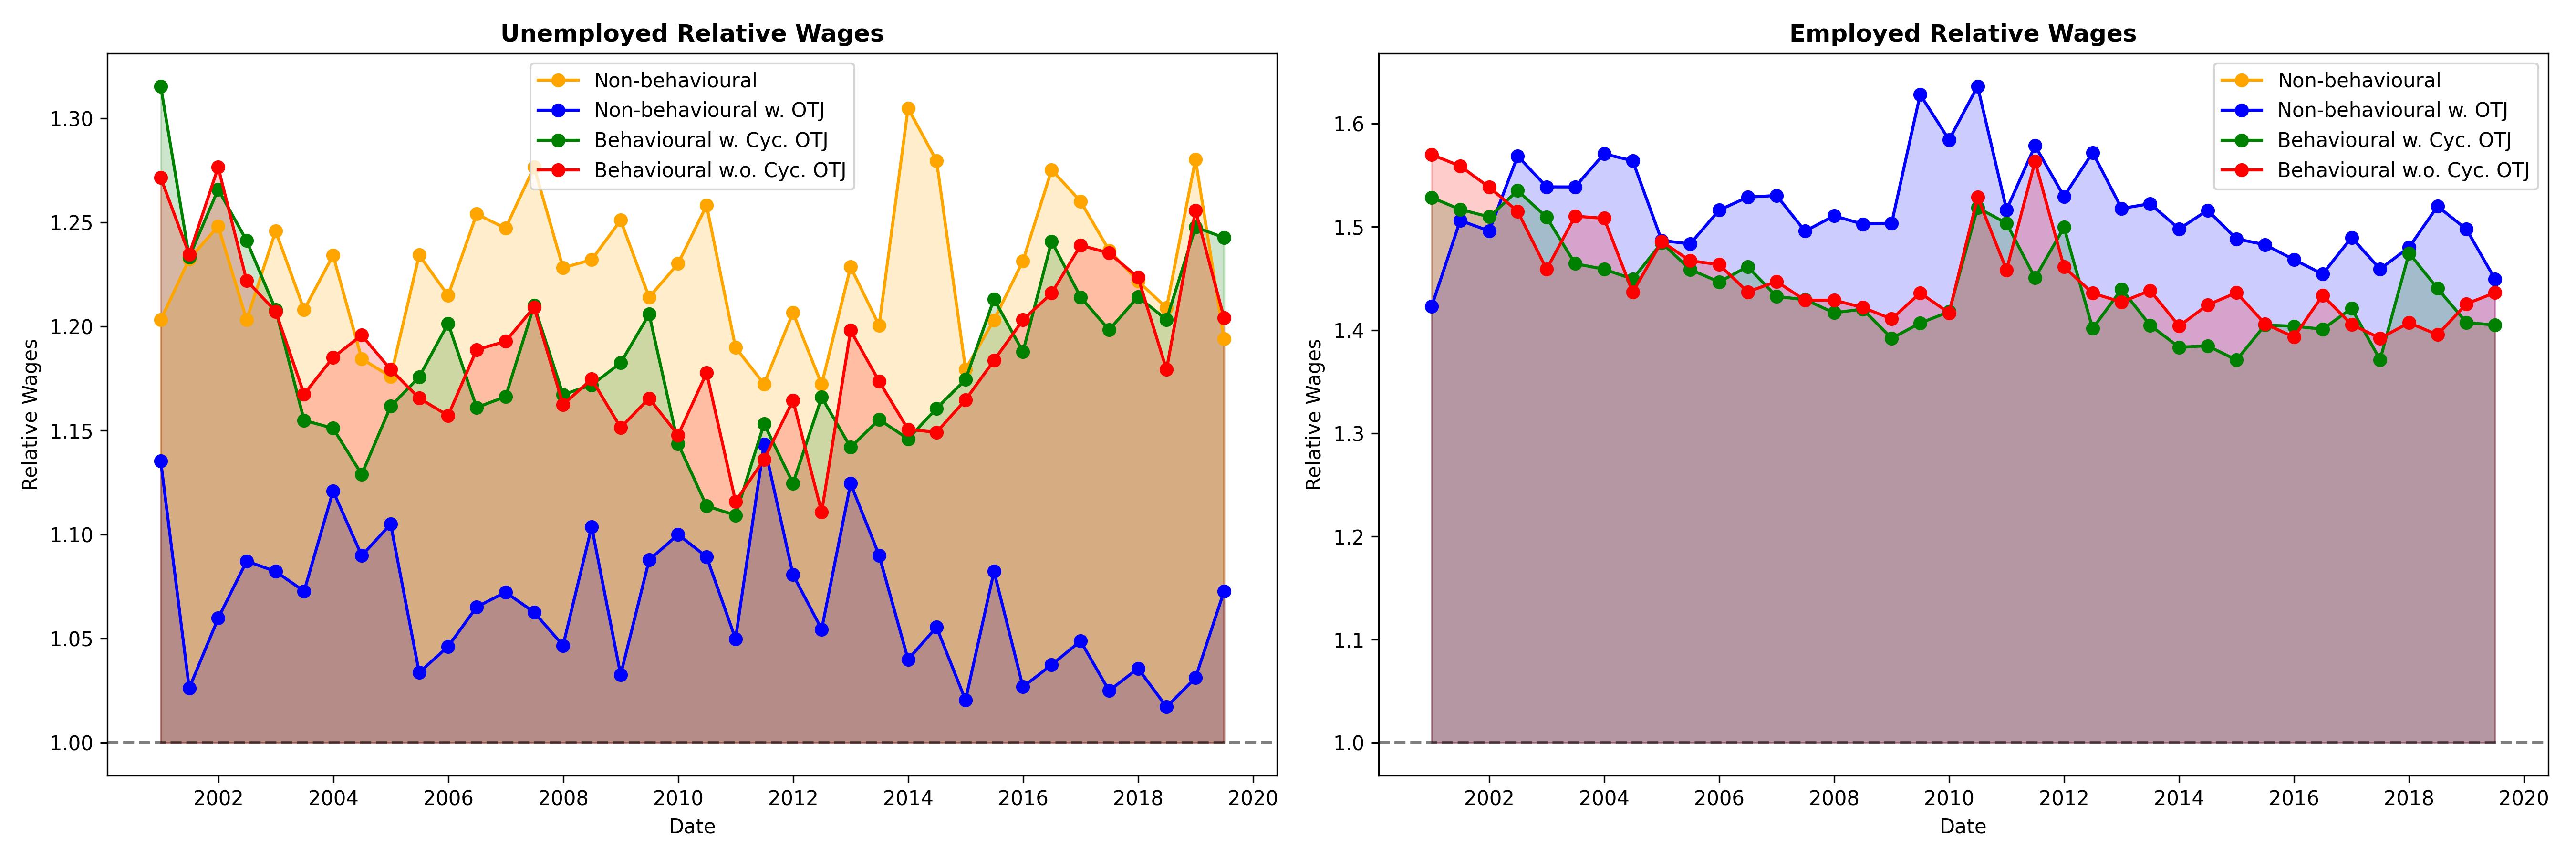 Unemployed Relative Wages
Relative Wages
1.30
1.25
1.20
1.15
1.10
1.05
1.00
Non-behavioural
Non-behavioural w. OTJ
Behavioural w. Cyc. OTJ
Behavioural w.o. Cyc. OTJ
2002 2004 2006 2008 2010 2012 2014 2016 2018 2020
Date
Employed Relative Wages
Relative Wages
1.6
1.5
1.4
1.3
1.2
1.1
1.0
Non-behavioural
Non-behavioural w. OTJ
Behavioural w. Cyc. OTJ
Behavioural w.o. Cyc. OTJ
2002 2004 2006 2008 2010 2012 2014 2016 2018 2020
Date